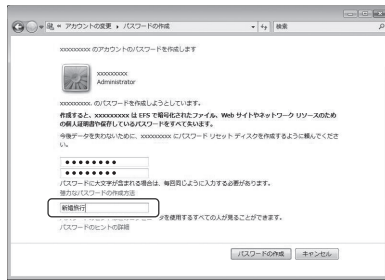 アカウントの変更 ▸ パスワードの作成
検索
xxxxxxxxx のアカウントのパスワードを作成します
xxxxxxxxx
Administrator
xxxxxxxxx. のパスワードを作成しようとしています。
作成すると、xxxxxxxxx は EFS で暗号化されたファイル、Web サイトやネットワーク リソースのため
の個人証明書や保存しているパスワードをすべて失います。
今後データを失わないために、xxxxxxxxx にパスワード リセット ディスクを作成するように頼んでくださ
い。
●●●●●●●●
●●●●●●●●
パスワードに大文字が含まれる場合は、毎回同じように入力する必要があります。
強力なパスワードの作成方法
新婚旅行
タを使用するすべての人が見ることができます。
パスワードのヒントの詳細
パスワードの作成
キャンセル